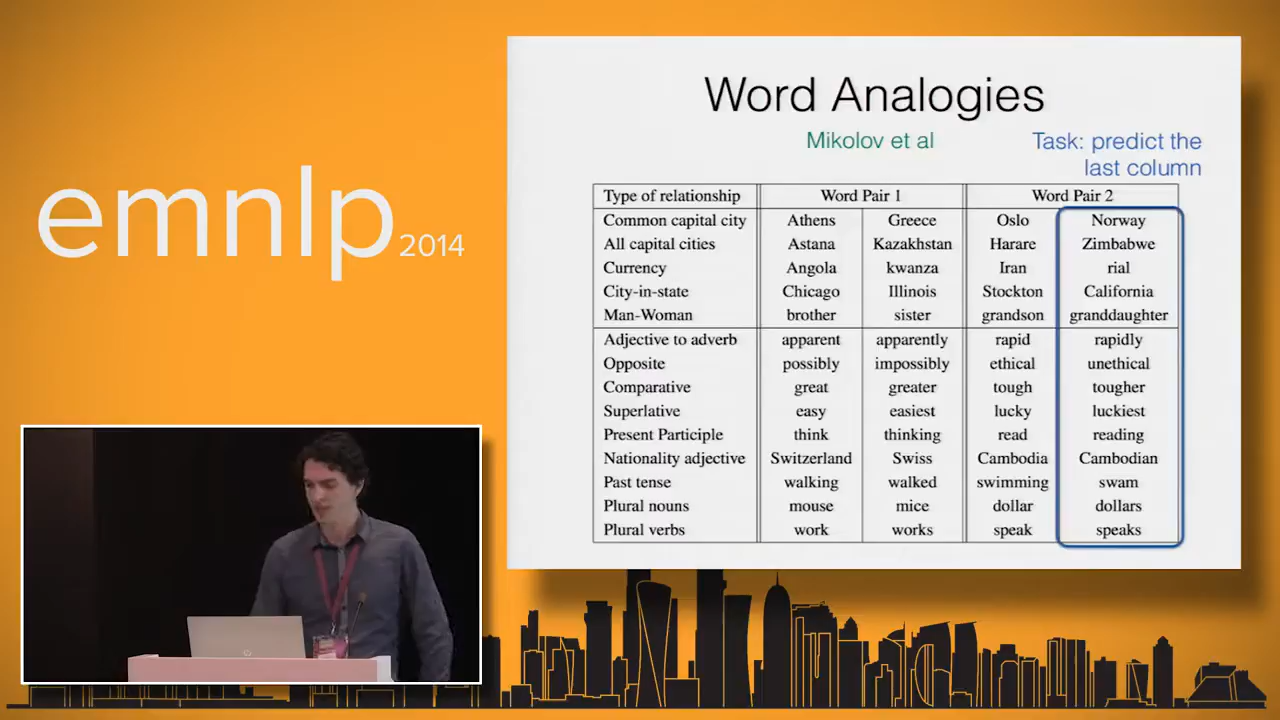 emnlp 2014
Word Analogies
Mikolov et al
Task: predict the
last column
Type of relationship Word Pair 1 Word Pair 2
Common capital city Athens Greece Oslo Norway
All capital cities Astana Kazakhstan Harare Zimbabwe
Currency Angola kwanza Iran rial
City-in-state Chicago Illinois Stockton California
Man-Woman brother sister grandson granddaughter
Adjective to adverb apparent apparently rapid rapidly
Opposite possibly impossibly ethical unethical
Comparative great greater tough tougher
Superlative easy easiest lucky luckiest
Present Participle think thinking read reading
Nationality adjective Switzerland Swiss Cambodia Cambodian
Past tense walking walked swimming swam
Plural nouns mouse mice dollar dollars
Plural verbs work works speak speaks